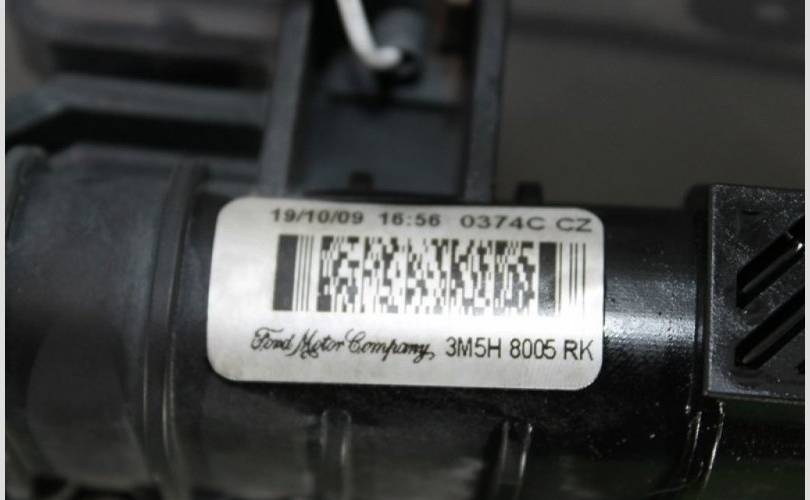 19/10/09 16:56 0374C CZ
Ford Motor Company 3M5H 8005 RK